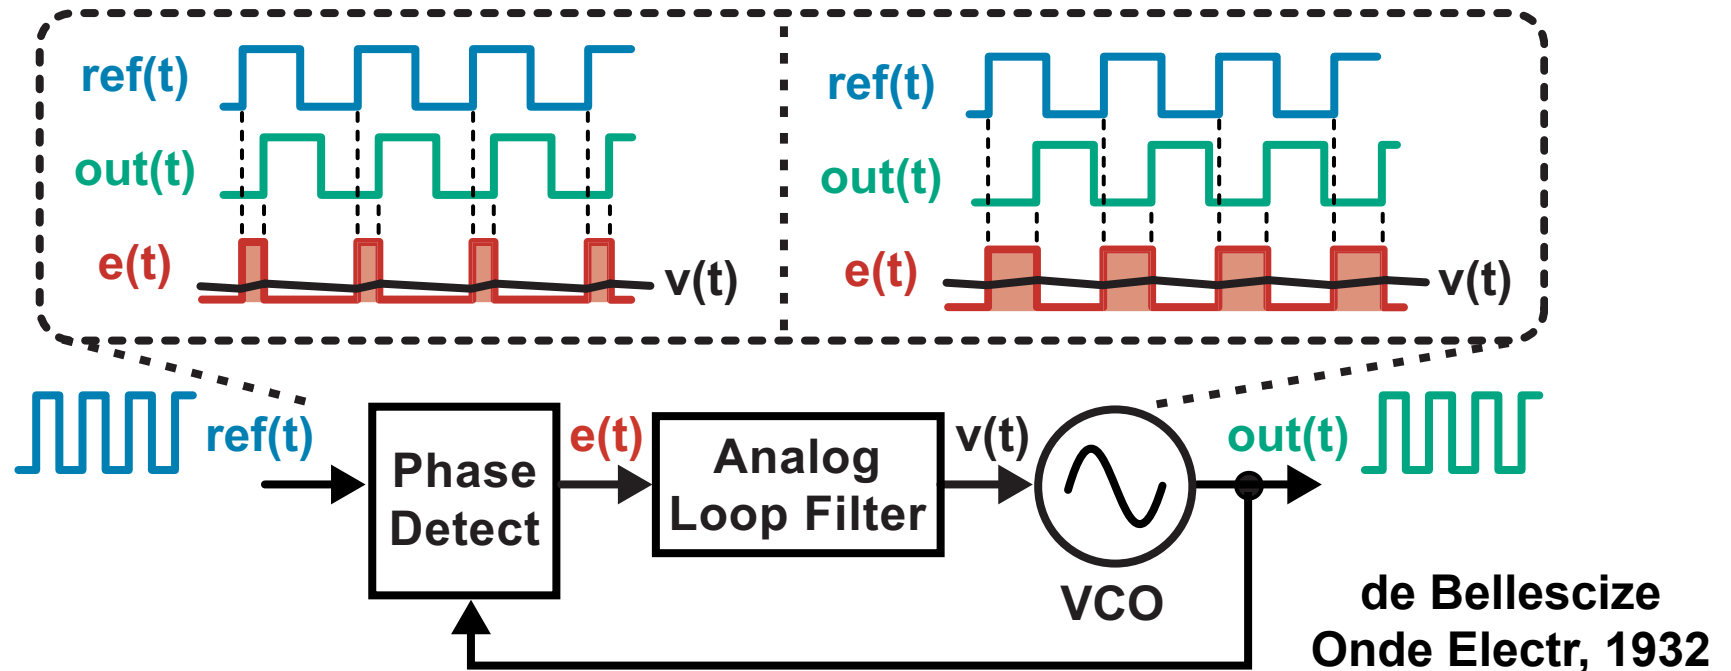 ref(t)
out(t)
e(t)
v(t)
ref(t)
out(t)
e(t)
v(t)
ref(t)
Phase
Detect
e(t)
Analog
Loop Filter
v(t)
VCO
out(t)
de Bellescize
Onde Electr, 1932